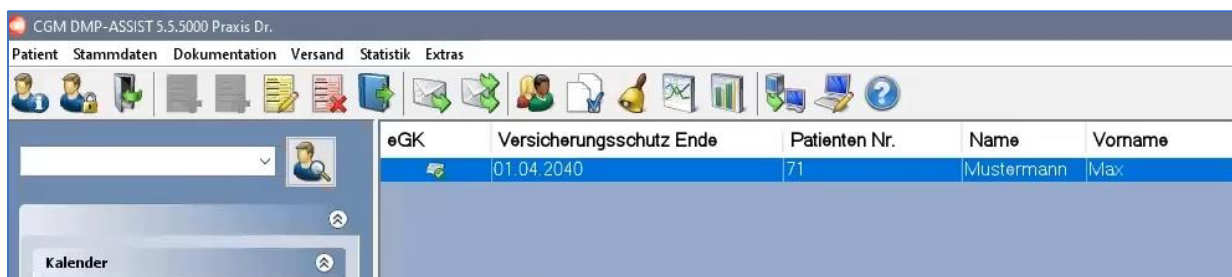 CGM DMP-ASSIST 5.5.5000 Praxis Dr.
Patient Stammdaten Dokumentation Versand Statistik Extras
eGK Versicherungsschutz Ende Patienten Nr. Name Vorname
01.04.2040 71 Mustermann Max
Kalender